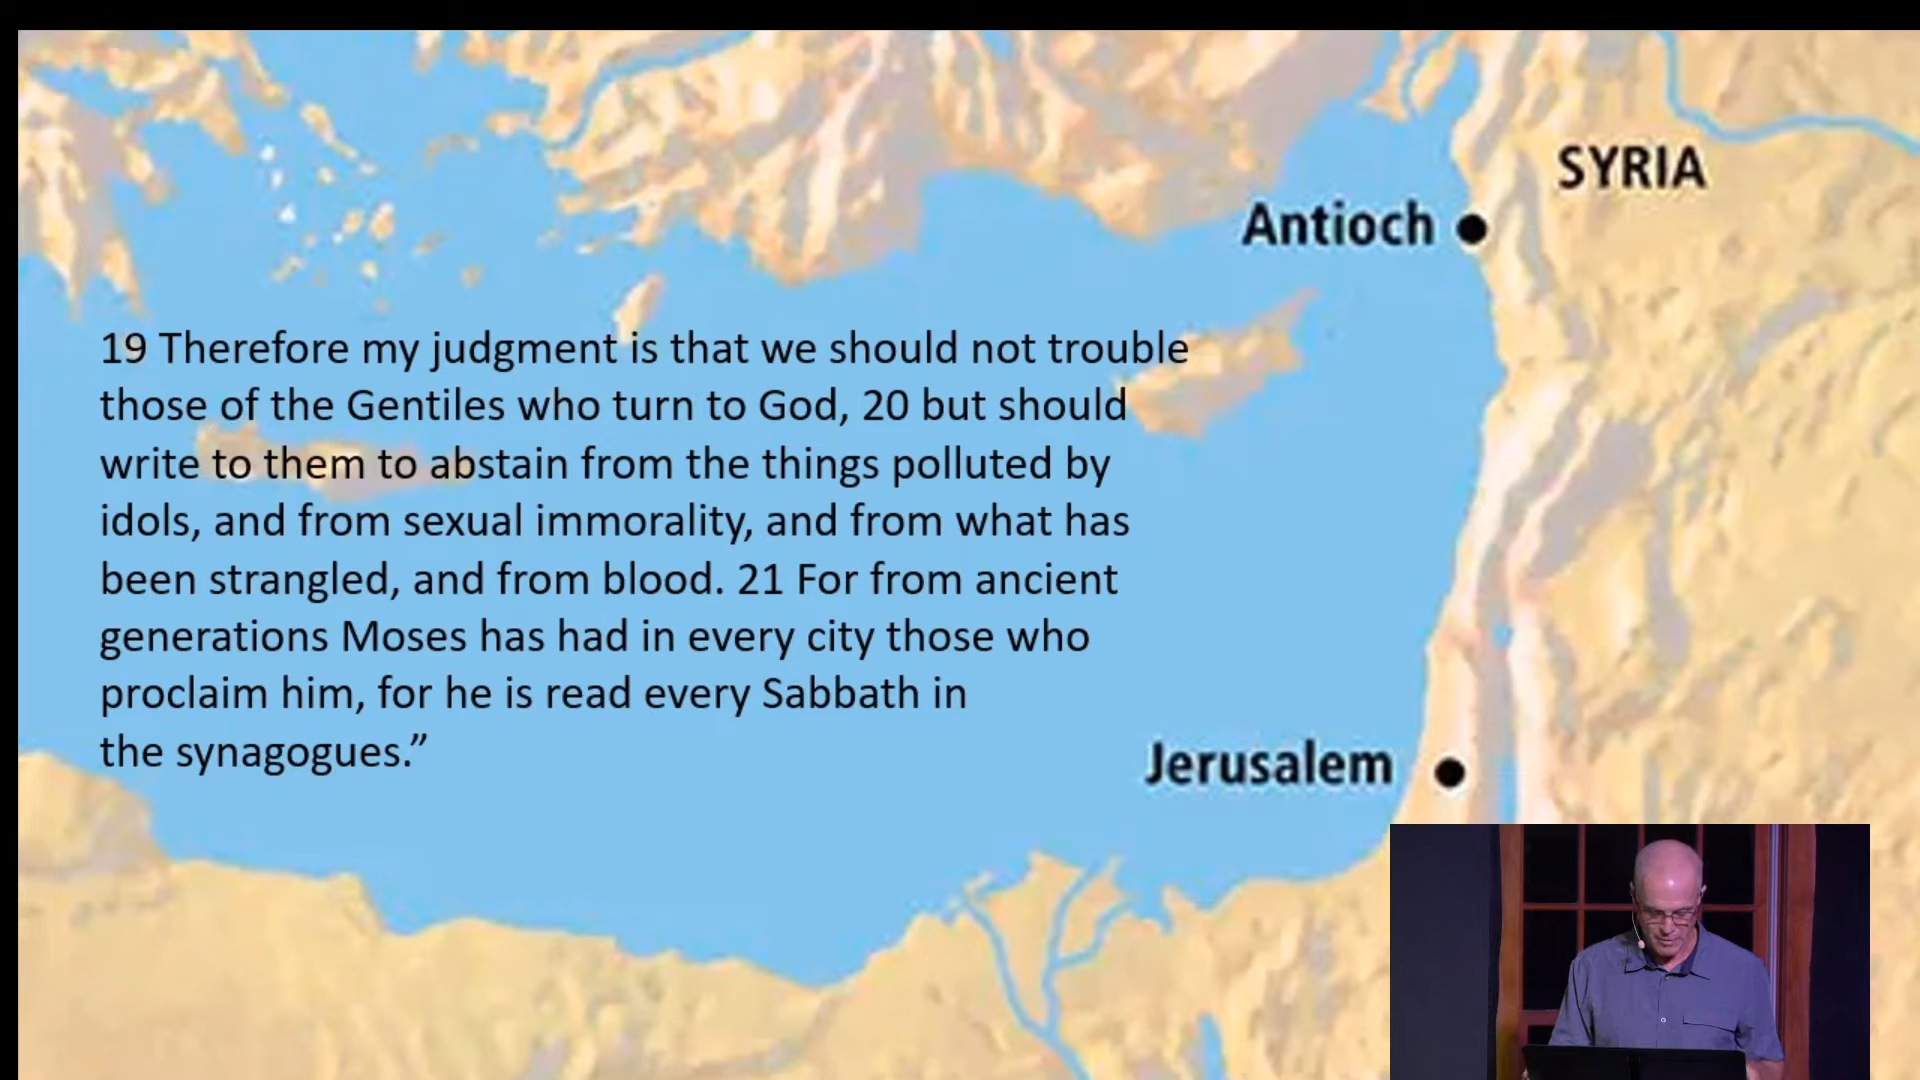 SYRIA
Antioch
19 Therefore my judgment is that we should not trouble
those of the Gentiles who turn to God, 20 but should
write to them to abstain from the things polluted by
idols, and from sexual immorality, and from what has
been strangled, and from blood. 21 For from ancient
generations Moses has had in every city those who
proclaim him, for he is read every Sabbath in
the synagogues.”
Jerusalem